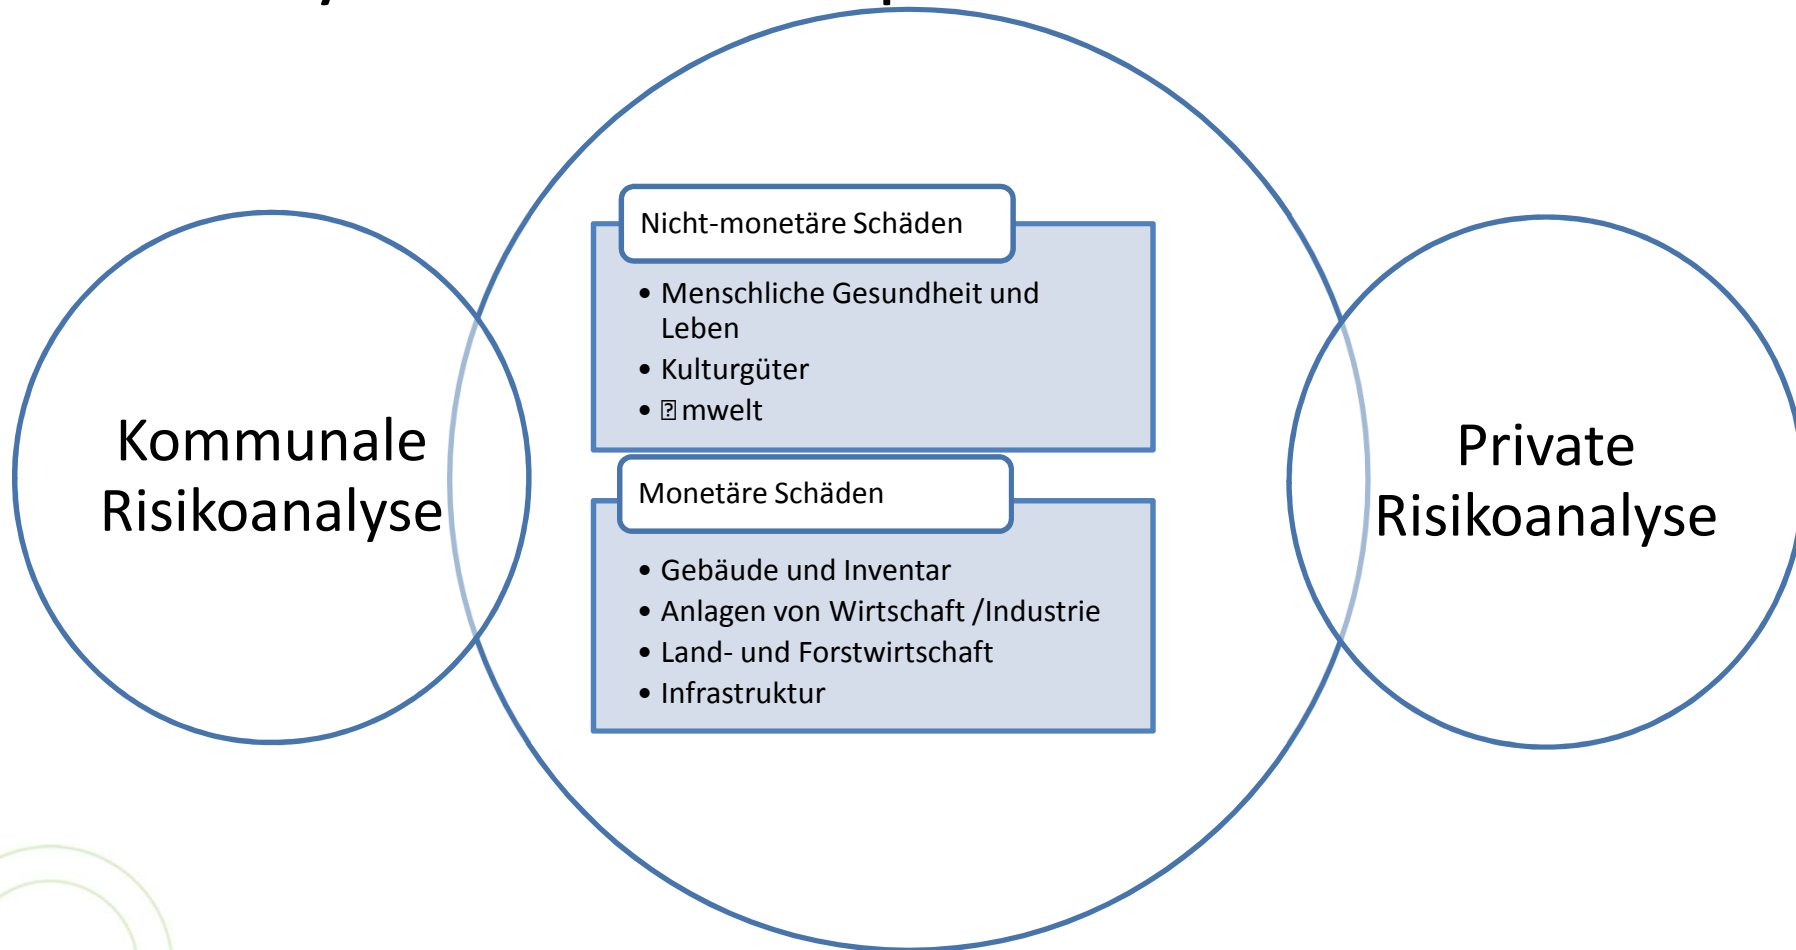 Kommunale
Risikoanalyse
Nicht-monetäre Schäden
• Menschliche Gesundheit und
Leben
• Kulturgüter
• �mwelt
Monetäre Schäden
• Gebäude und Inventar
• Anlagen von Wirtschaft /Industrie
• Land- und Forstwirtschaft
• Infrastruktur
Private
Risikoanalyse